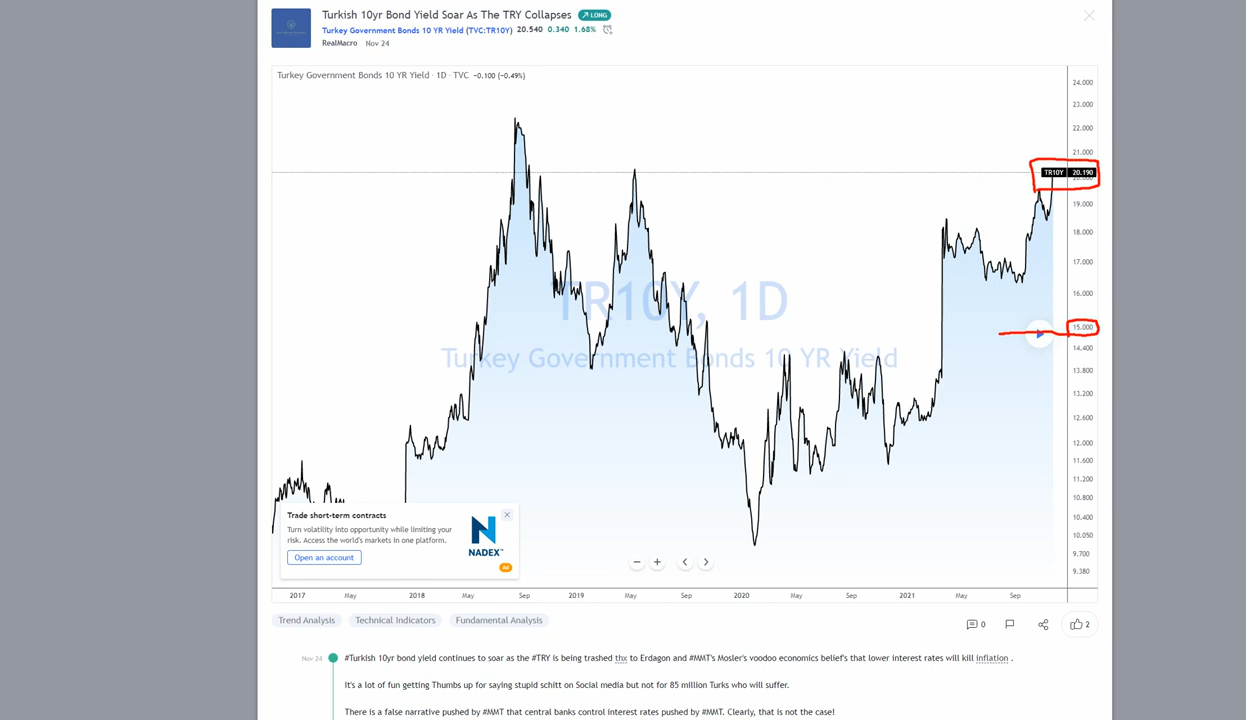 Turkish 10yr Bond Yield Soar As The TRY Collapses LONG
Turkey Government Bonds 10 YR Yield (TVC:TR10Y) 20.540 0.340 1.68%
RealMacro Nov 24
Turkey Government Bonds 10 YR Yield · 1D · TVC −0.100 (−0.49%)
24.000
23.000
22.000
21.000
TR10Y 20.190
20.000
19.000
18.000
17.000
16.000
15.000
14.400
13.800
13.200
12.600
12.000
11.600
11.200
10.800
10.400
10.050
9.700
9.380
TR10Y, 1D
Turkey Government Bonds 10 YR Yield
Trade short-term contracts
Turn volatility into opportunity while limiting your
risk. Access the world's markets in one platform.
Open an account
NADEX™
Ad
2017 May 2018 May Sep 2019 May Sep 2020 May Sep 2021 May Sep
Trend Analysis Technical Indicators Fundamental Analysis
0 2
Nov 24 #Turkish 10yr bond yield continues to soar as the #TRY is being trashed thx to Erdagon and #MMT's Mosler's voodoo economics belief's that lower interest rates will kill inflation .
It's a lot of fun getting Thumbs up for saying stupid schitt on Social media but not for 85 million Turks who will suffer.
There is a false narrative pushed by #MMT that central banks control interest rates pushed by #MMT. Clearly, that is not the case!